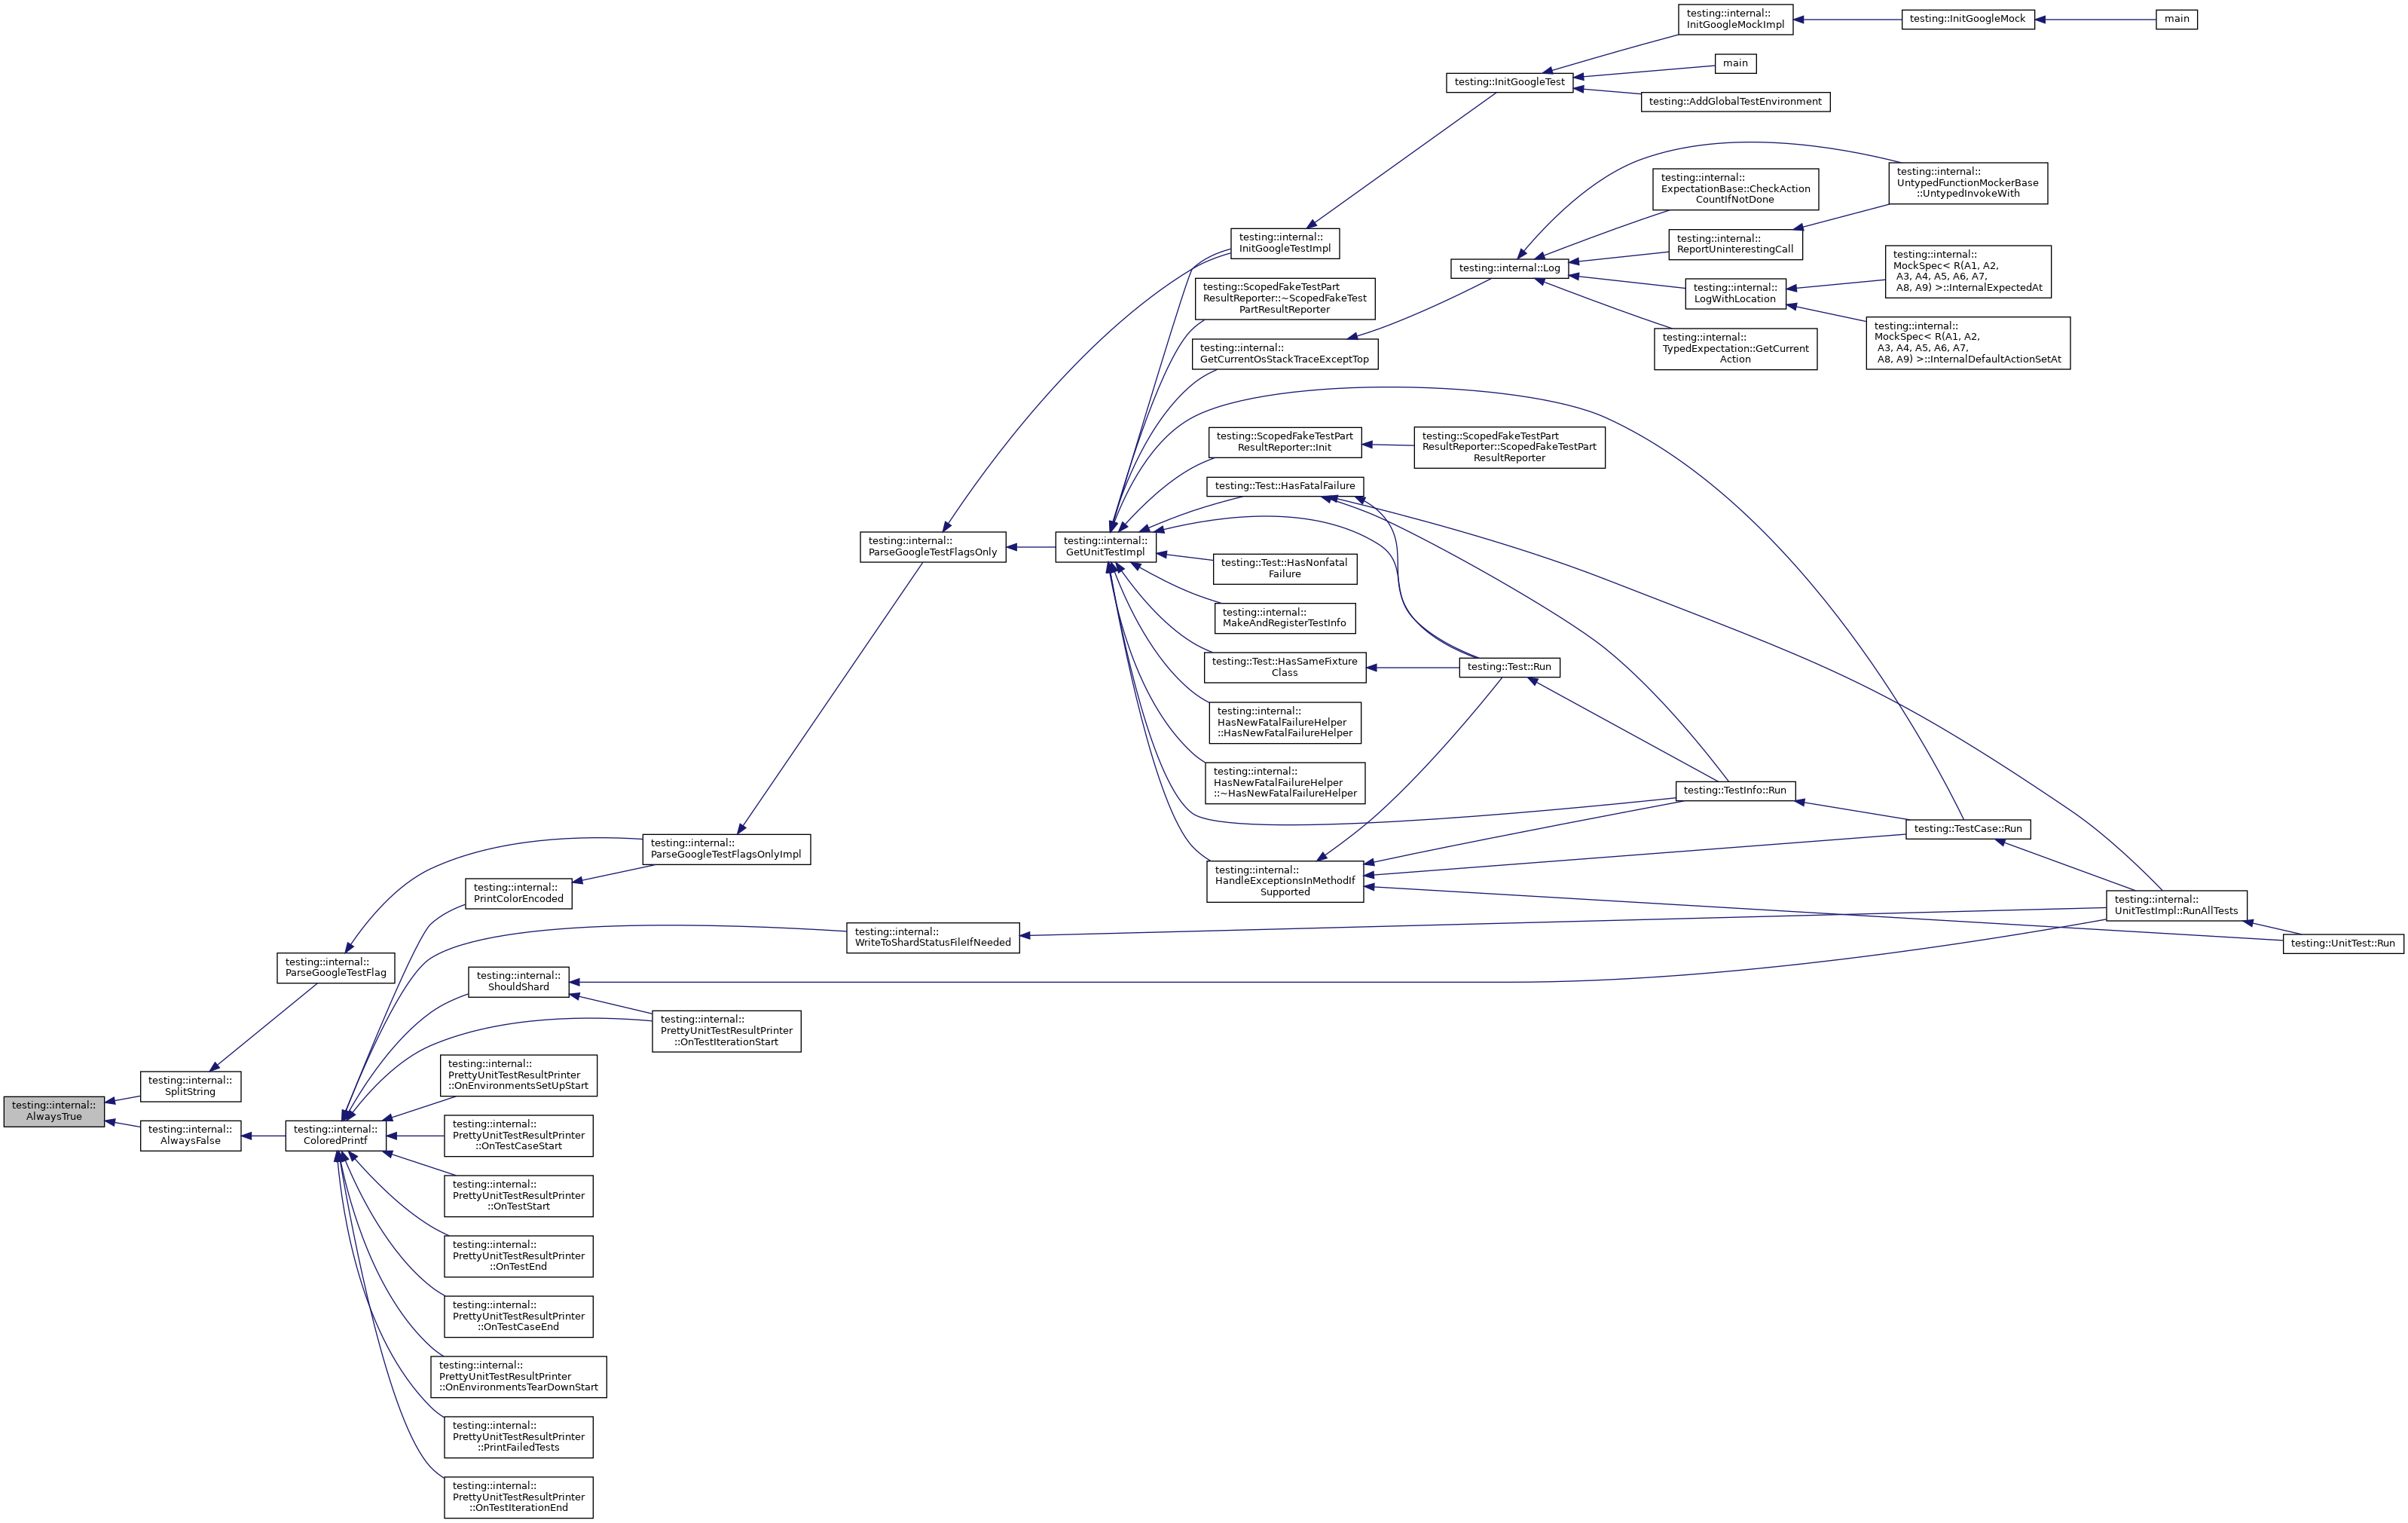 testing::internal::
InitGoogleMockImpl
testing::InitGoogleMock
main
main
testing::InitGoogleTest
testing::AddGlobalTestEnvironment
testing::internal::
UntypedFunctionMockerBase
::UntypedInvokeWith
testing::internal::
ExpectationBase::CheckAction
CountIfNotDone
testing::internal::
InitGoogleTestImpl
testing::internal::
ReportUninterestingCall
testing::internal::Log
testing::internal::
MockSpec< R(A1, A2,
A3, A4, A5, A6, A7,
A8, A9) >::InternalExpectedAt
testing::internal::
LogWithLocation
testing::ScopedFakeTestPart
ResultReporter::~ScopedFakeTest
PartResultReporter
testing::internal::
MockSpec< R(A1, A2,
A3, A4, A5, A6, A7,
A8, A9) >::InternalDefaultActionSetAt
testing::internal::
TypedExpectation::GetCurrent
Action
testing::internal::
GetCurrentOsStackTraceExceptTop
testing::ScopedFakeTestPart
ResultReporter::Init
testing::ScopedFakeTestPart
ResultReporter::ScopedFakeTestPart
ResultReporter
testing::Test::HasFatalFailure
testing::internal::
ParseGoogleTestFlagsOnly
testing::internal::
GetUnitTestImpl
testing::Test::HasNonfatal
Failure
testing::internal::
MakeAndRegisterTestInfo
testing::Test::HasSameFixture
Class
testing::Test::Run
testing::internal::
HasNewFatalFailureHelper
::HasNewFatalFailureHelper
testing::internal::
HasNewFatalFailureHelper
::~HasNewFatalFailureHelper
testing::TestInfo::Run
testing::TestCase::Run
testing::internal::
ParseGoogleTestFlagsOnlyImpl
testing::internal::
HandleExceptionsInMethodIf
Supported
testing::internal::
PrintColorEncoded
testing::internal::
UnitTestImpl::RunAllTests
testing::internal::
WriteToShardStatusFileIfNeeded
testing::UnitTest::Run
testing::internal::
ParseGoogleTestFlag
testing::internal::
ShouldShard
testing::internal::
PrettyUnitTestResultPrinter
::OnTestIterationStart
testing::internal::
PrettyUnitTestResultPrinter
::OnEnvironmentsSetUpStart
testing::internal::
SplitString
testing::internal::
AlwaysTrue
testing::internal::
AlwaysFalse
testing::internal::
ColoredPrintf
testing::internal::
PrettyUnitTestResultPrinter
::OnTestCaseStart
testing::internal::
PrettyUnitTestResultPrinter
::OnTestStart
testing::internal::
PrettyUnitTestResultPrinter
::OnTestEnd
testing::internal::
PrettyUnitTestResultPrinter
::OnTestCaseEnd
testing::internal::
PrettyUnitTestResultPrinter
::OnEnvironmentsTearDownStart
testing::internal::
PrettyUnitTestResultPrinter
::PrintFailedTests
testing::internal::
PrettyUnitTestResultPrinter
::OnTestIterationEnd